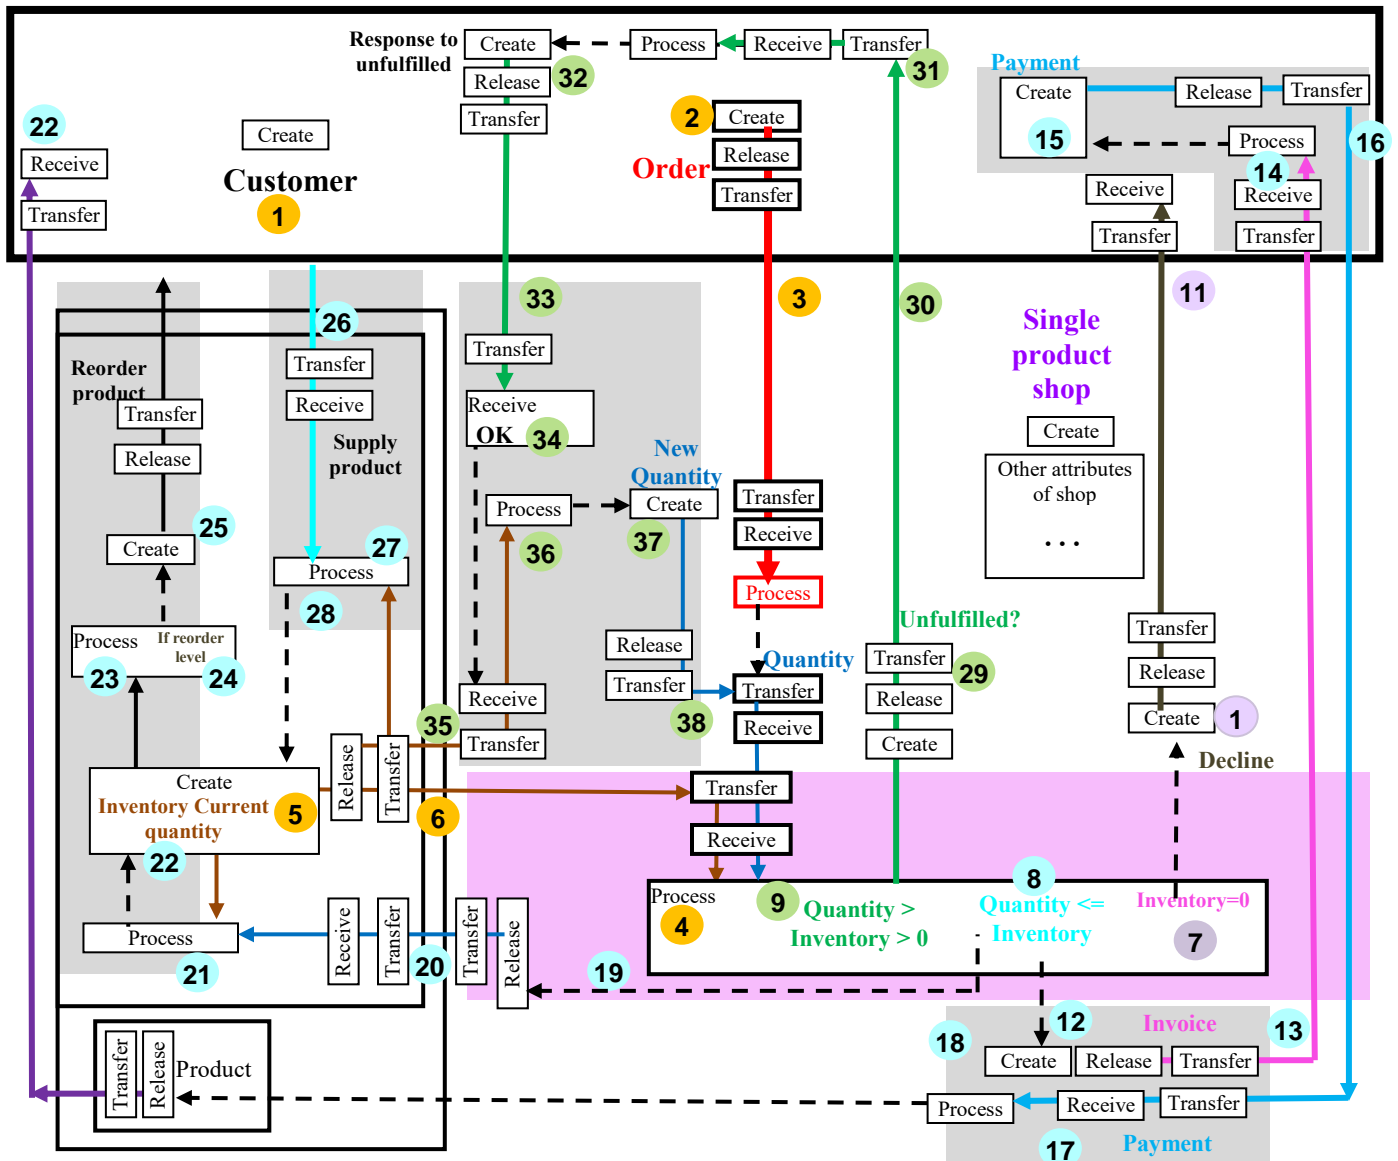 Response to
unfulfilled
Create
Process
Receive
Transfer
31
32
Release
Transfer
Payment
Create
15
Release
Transfer
16
Process
14
Receive
Transfer
Receive
Transfer
22
Receive
Transfer
Create
Customer
1
2
Create
Release
Transfer
Order
3
33
30
11
26
Transfer
Receive
Supply
product
Reorder
product
Transfer
Release
25
Create
27
Process
28
Process
If reorder
level
23
24
Transfer
Receive
OK
34
New
Quantity
Process
36
Create
37
Transfer
Receive
Process
Single
product
shop
Create
Other attributes
of shop
...
Unfulfilled?
Quantity
Release
Transfer
38
Transfer
Receive
Transfer
29
Release
Create
Transfer
Release
Create
1
Decline
Receive
35
Transfer
Create
Inventory Current
quantity
5
22
Release
Transfer
6
Transfer
Receive
Process
4
9
Quantity >
Inventory > 0
8
Quantity <=
Inventory
Inventory=0
7
Process
21
Receive
Transfer
20
Transfer
Release
19
12
Invoice
13
18
Create
Release
Transfer
Transfer
Release
Product
Process
Receive
Transfer
17
Payment